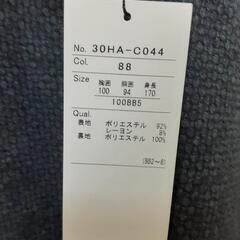 No. 30HA-C044
Col. 88
Size 胸囲 胴囲 身長
100 94 170
100BB5
Qual.
表地 ポリエステル 92%
レーヨン 8%
裏地 ポリエステル 100%
(BB2~8)